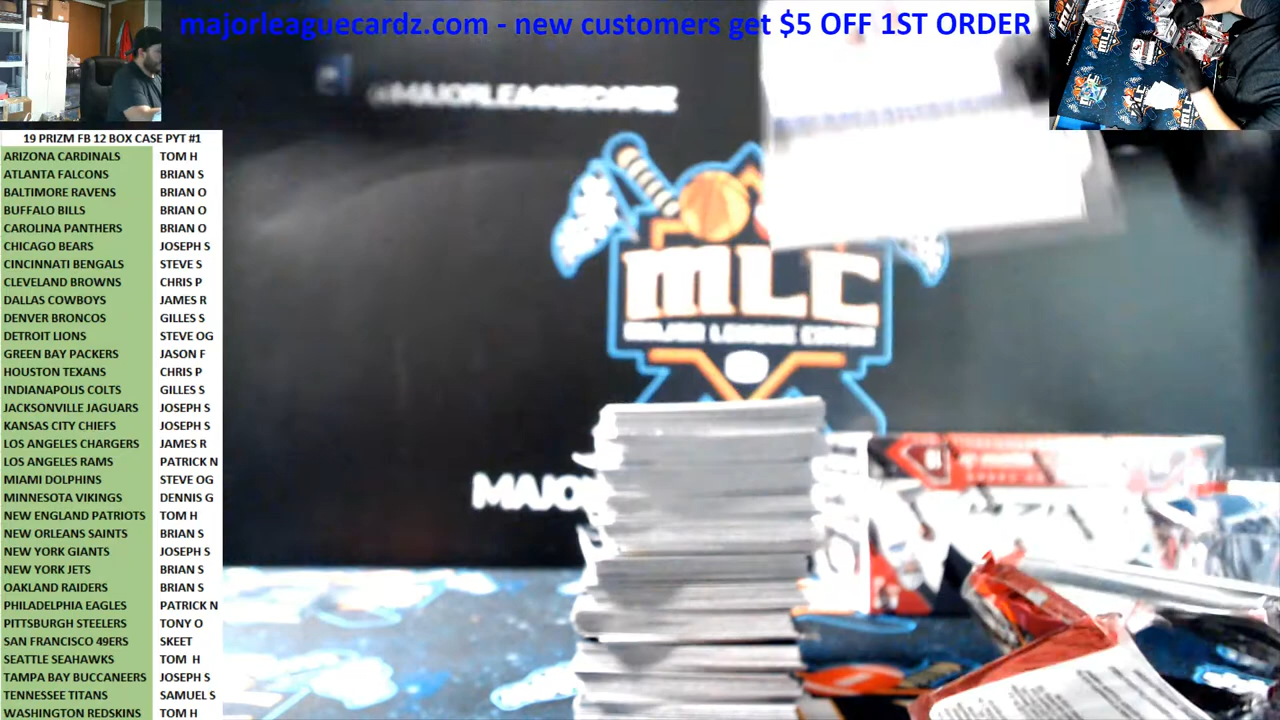 majorleaguecardz.com - new customers get $5 OFF 1ST ORDER
@MAJORLEAGUECARDZ
MLC
MAJOR LEAGUE CARDZ
19 PRIZM FB 12 BOX CASE PYT #1
ARIZONA CARDINALS TOM H
ATLANTA FALCONS BRIAN S
BALTIMORE RAVENS BRIAN O
BUFFALO BILLS BRIAN O
CAROLINA PANTHERS BRIAN O
CHICAGO BEARS JOSEPH S
CINCINNATI BENGALS STEVE S
CLEVELAND BROWNS CHRIS P
DALLAS COWBOYS JAMES R
DENVER BRONCOS GILLES S
DETROIT LIONS STEVE OG
GREEN BAY PACKERS JASON F
HOUSTON TEXANS CHRIS P
INDIANAPOLIS COLTS GILLES S
JACKSONVILLE JAGUARS JOSEPH S
KANSAS CITY CHIEFS JOSEPH S
LOS ANGELES CHARGERS JAMES R
LOS ANGELES RAMS PATRICK N
MIAMI DOLPHINS STEVE OG
MINNESOTA VIKINGS DENNIS G
NEW ENGLAND PATRIOTS TOM H
NEW ORLEANS SAINTS BRIAN S
NEW YORK GIANTS JOSEPH S
NEW YORK JETS BRIAN S
OAKLAND RAIDERS BRIAN S
PHILADELPHIA EAGLES PATRICK N
PITTSBURGH STEELERS TONY O
SAN FRANCISCO 49ERS SKEET
SEATTLE SEAHAWKS TOM H
TAMPA BAY BUCCANEERS JOSEPH S
TENNESSEE TITANS SAMUEL S
WASHINGTON REDSKINS TOM H